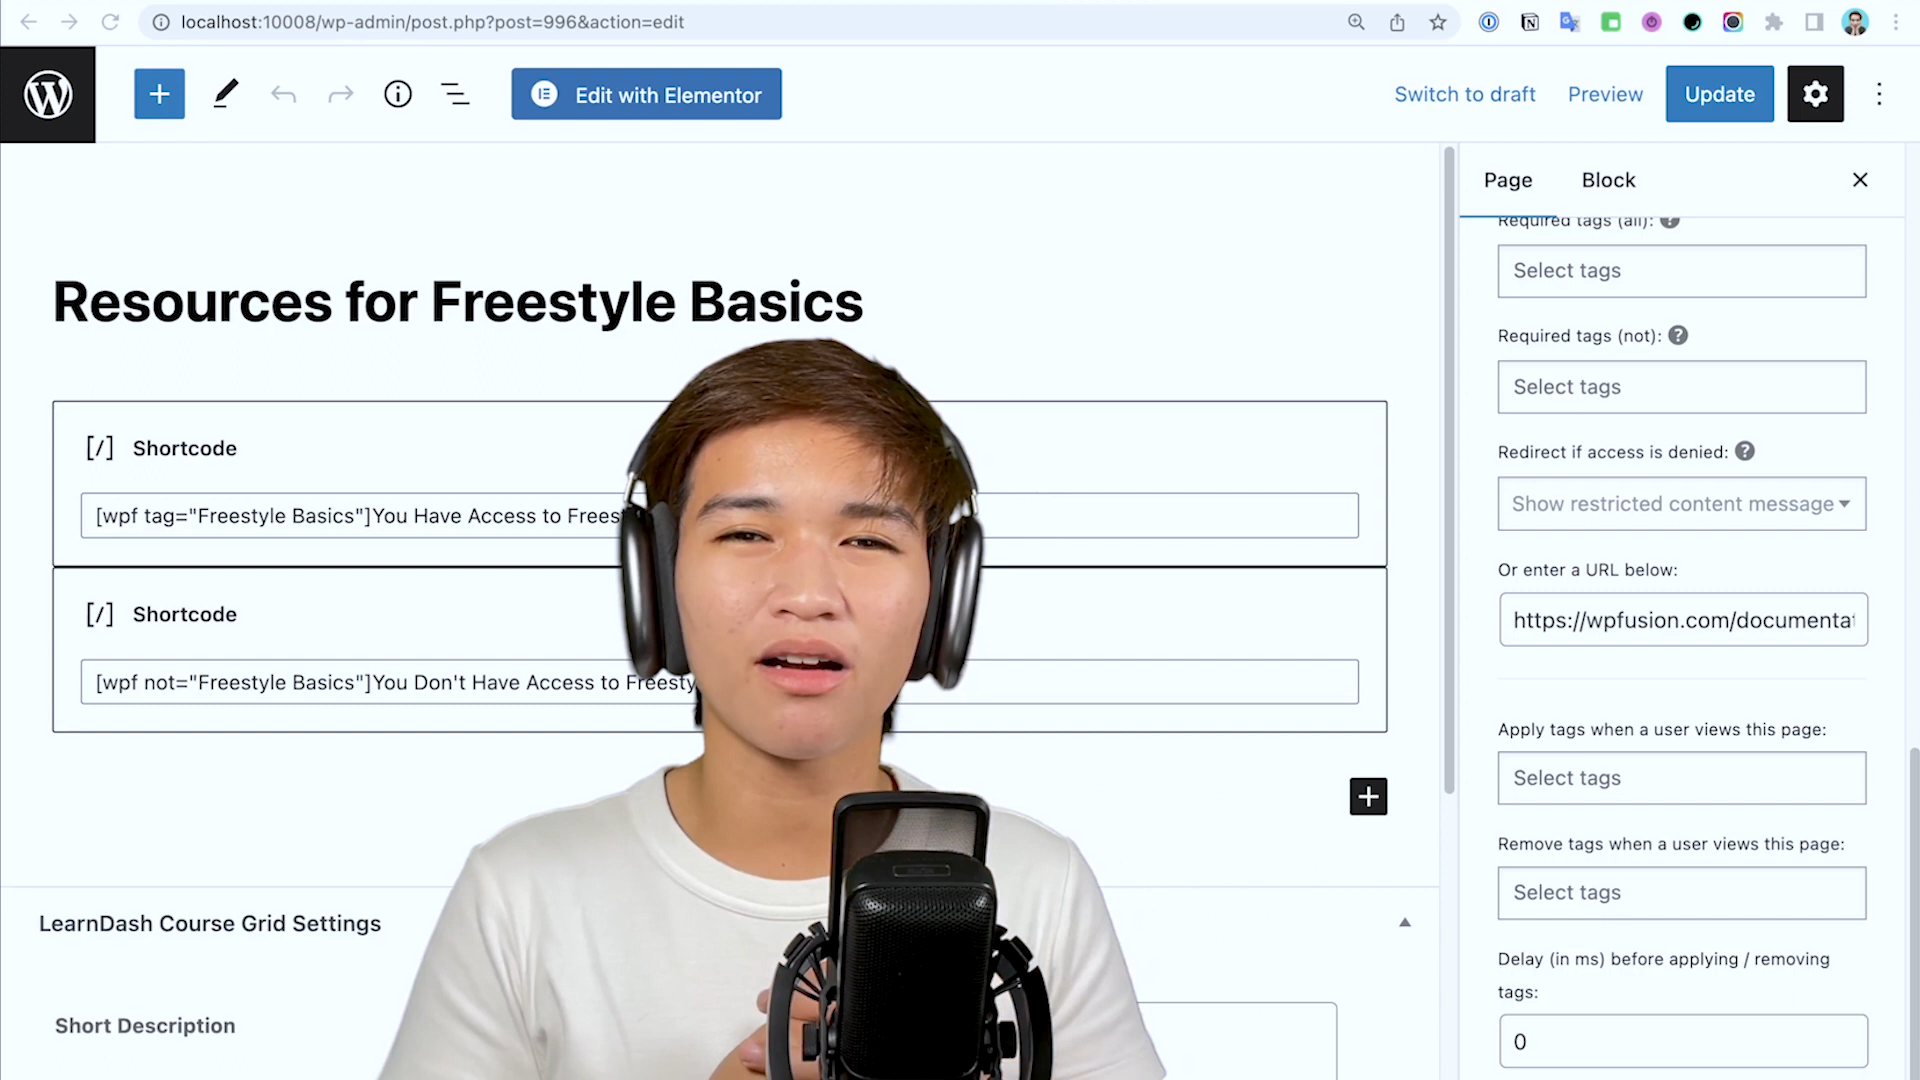 localhost:10008/wp-admin/post.php?post=996&action=edit
Edit with Elementor
Switch to draft
Preview
Update
Page
Block
Required tags (all):
Select tags
Resources for Freestyle Basics
Required tags (not):
Select tags
Redirect if access is denied:
Show restricted content message
[/] Shortcode
[wpf tag="Freestyle Basics"]You Have Access to Frees
Or enter a URL below:
https://wpfusion.com/documentat
[/] Shortcode
[wpf not="Freestyle Basics"]You Don't Have Access to Freesty
Apply tags when a user views this page:
Select tags
Remove tags when a user views this page:
Select tags
LearnDash Course Grid Settings
Delay (in ms) before applying / removing
tags:
0
Short Description